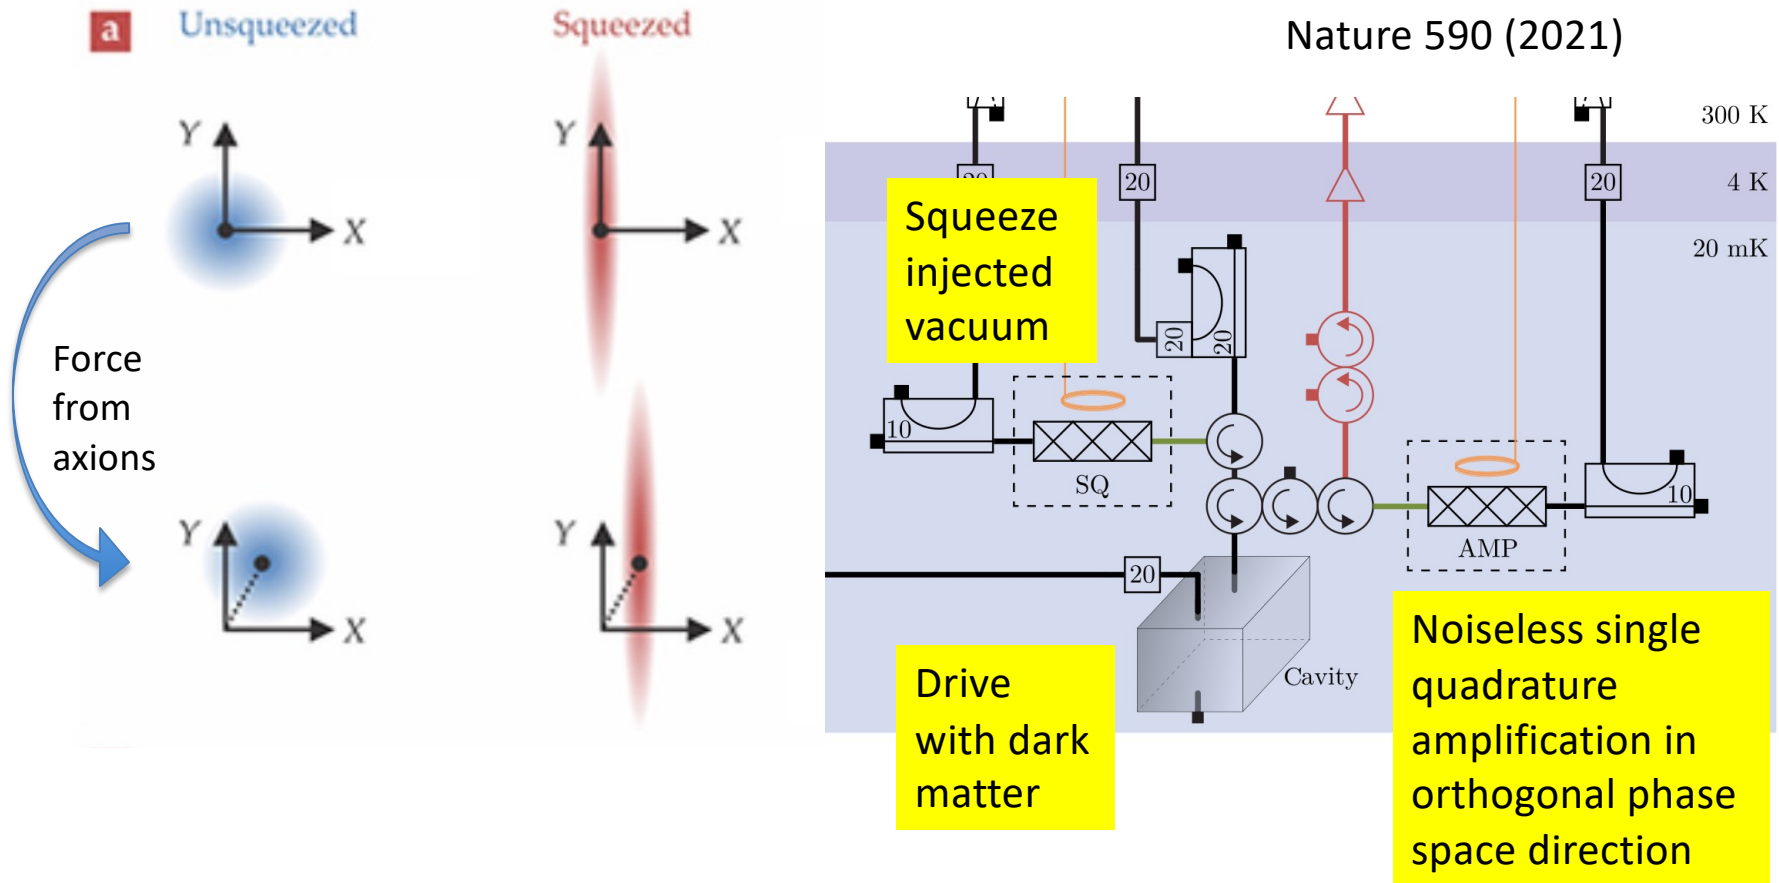 a Unsqueezed
Squeezed
Nature 590 (2021)
Y
X
Y
X
Force
from
axions
Y
X
Y
X
300 K
4 K
20 mK
20
20
20
Squeeze
injected
vacuum
20
20
10
SQ
10
AMP
20
Cavity
Drive
with dark
matter
Noiseless single
quadrature
amplification in
orthogonal phase
space direction